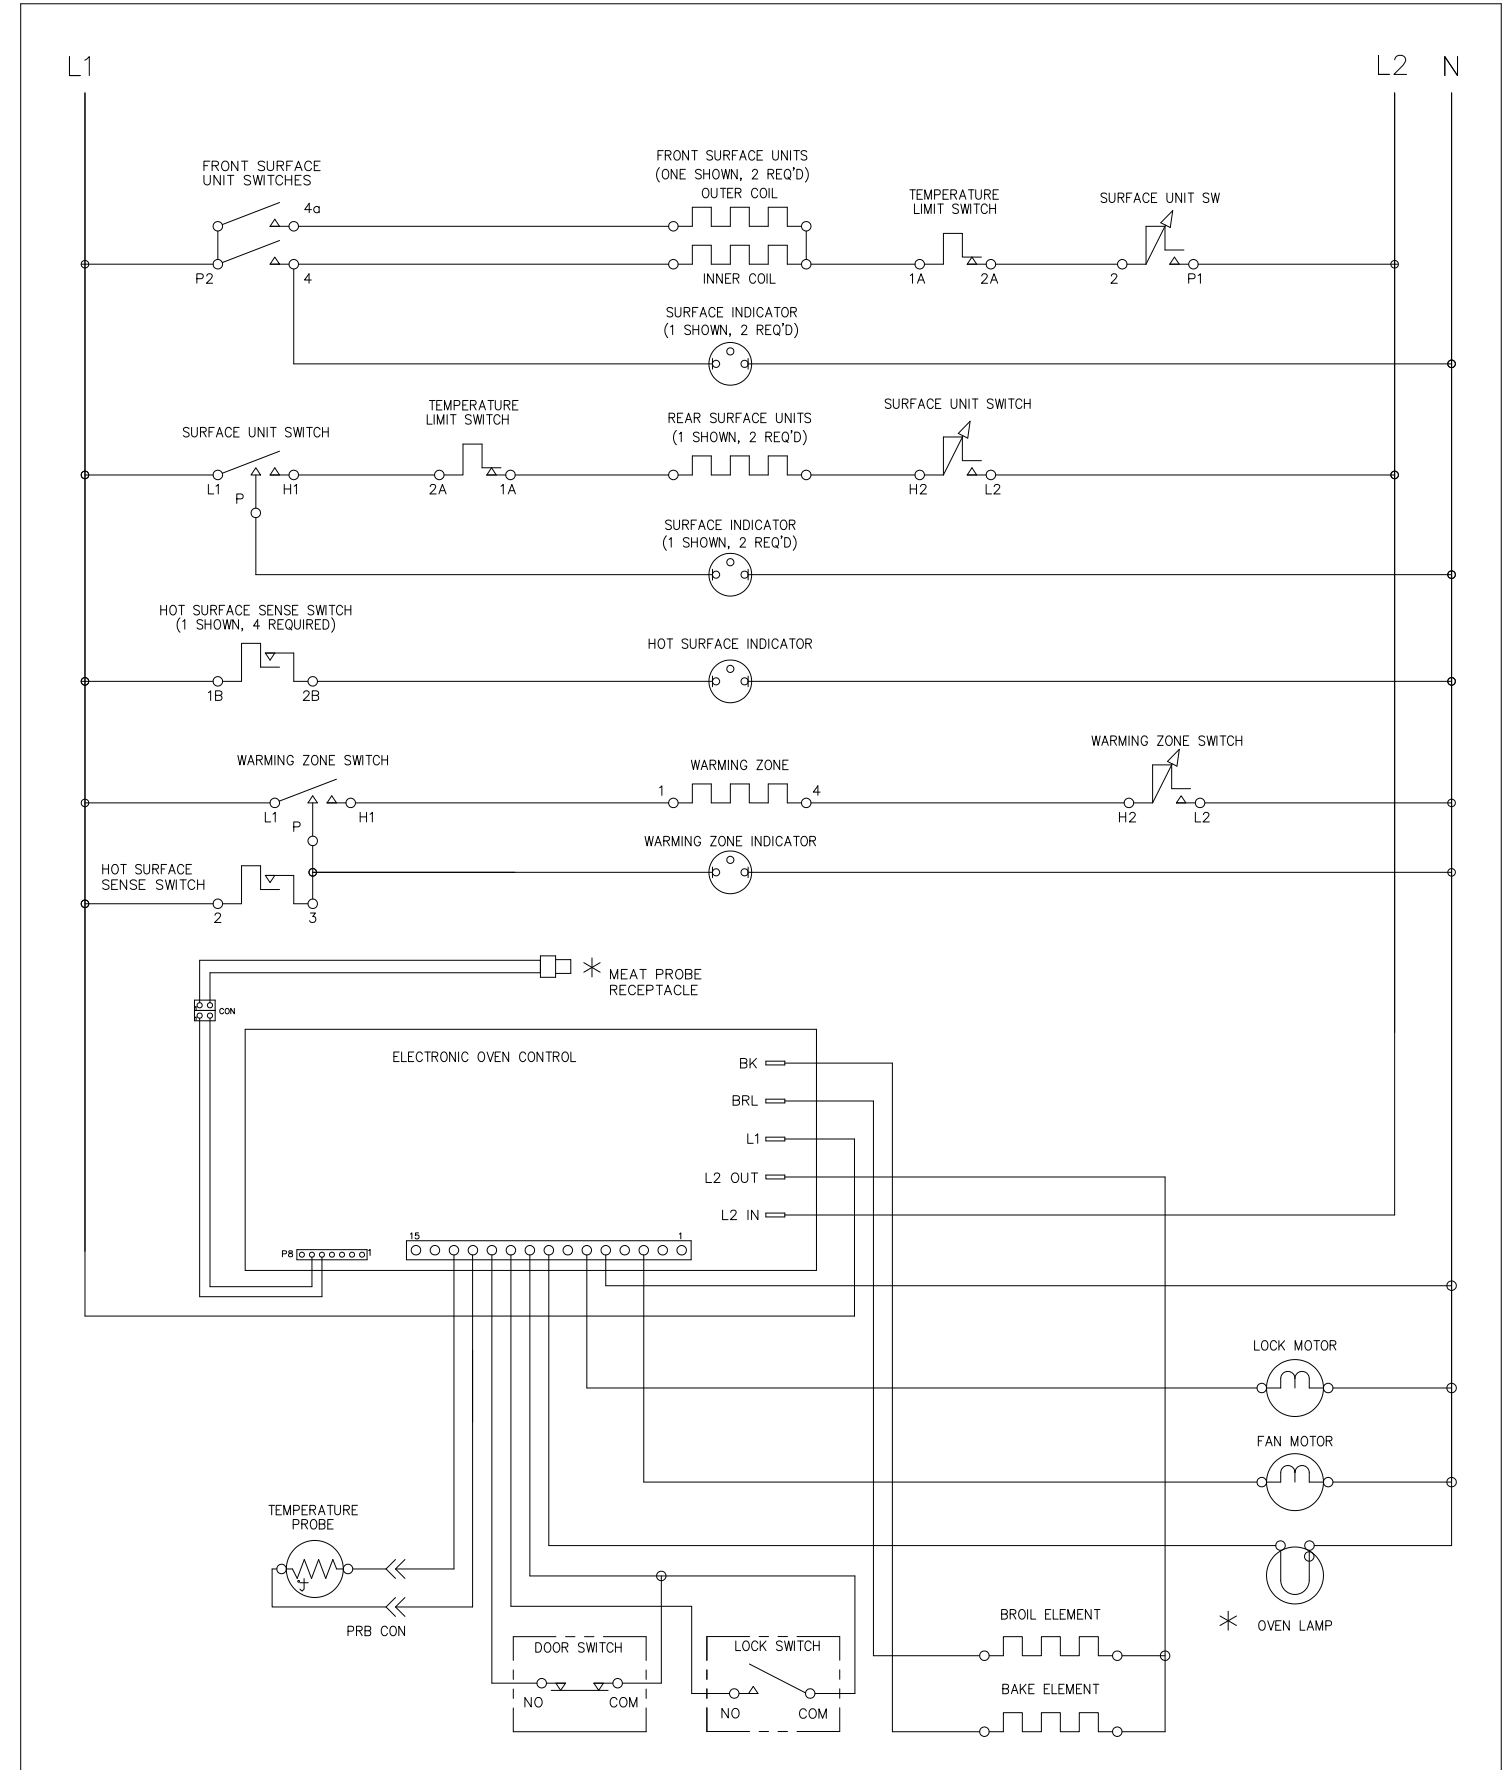 L1
L2
N
FRONT SURFACE
UNIT SWITCHES
4a
P2
4
FRONT SURFACE UNITS
(ONE SHOWN, 2 REQ'D)
OUTER COIL
INNER COIL
TEMPERATURE
LIMIT SWITCH
1A
2A
SURFACE UNIT SW
2
P1
SURFACE INDICATOR
(1 SHOWN, 2 REQ'D)
SURFACE UNIT SWITCH
L1
P
H1
TEMPERATURE
LIMIT SWITCH
2A
1A
REAR SURFACE UNITS
(1 SHOWN, 2 REQ'D)
SURFACE UNIT SWITCH
H2
L2
SURFACE INDICATOR
(1 SHOWN, 2 REQ'D)
HOT SURFACE SENSE SWITCH
(1 SHOWN, 4 REQUIRED)
1B
2B
HOT SURFACE INDICATOR
WARMING ZONE SWITCH
L1
P
H1
WARMING ZONE
1
4
WARMING ZONE SWITCH
H2
L2
WARMING ZONE INDICATOR
HOT SURFACE
SENSE SWITCH
2
3
* MEAT PROBE
RECEPTACLE
CON
ELECTRONIC OVEN CONTROL
BK
BRL
L1
L2 OUT
L2 IN
P8
1
15
1
LOCK MOTOR
FAN MOTOR
TEMPERATURE
PROBE
PRB CON
DOOR SWITCH
NO
COM
LOCK SWITCH
NO
COM
BROIL ELEMENT
BAKE ELEMENT
* OVEN LAMP